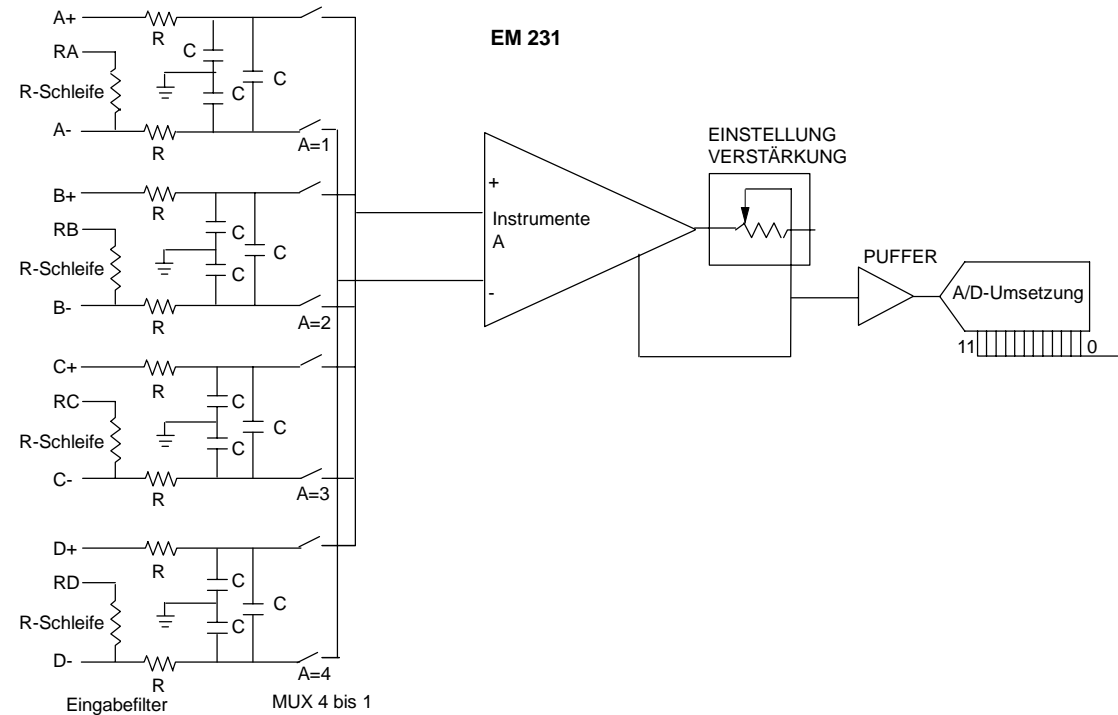 EM 231
A+
R
RA
C
C
C
R-Schleife
A-
R
A=1
B+
R
RB
C
C
C
R-Schleife
B-
R
A=2
C+
R
RC
C
C
C
R-Schleife
C-
R
A=3
D+
R
RD
C
C
C
R-Schleife
D-
R
A=4
Eingabefilter
MUX 4 bis 1
+
Instrumente
A
-
EINSTELLUNG
VERSTÄRKUNG
PUFFER
A/D-Umsetzung
11
0